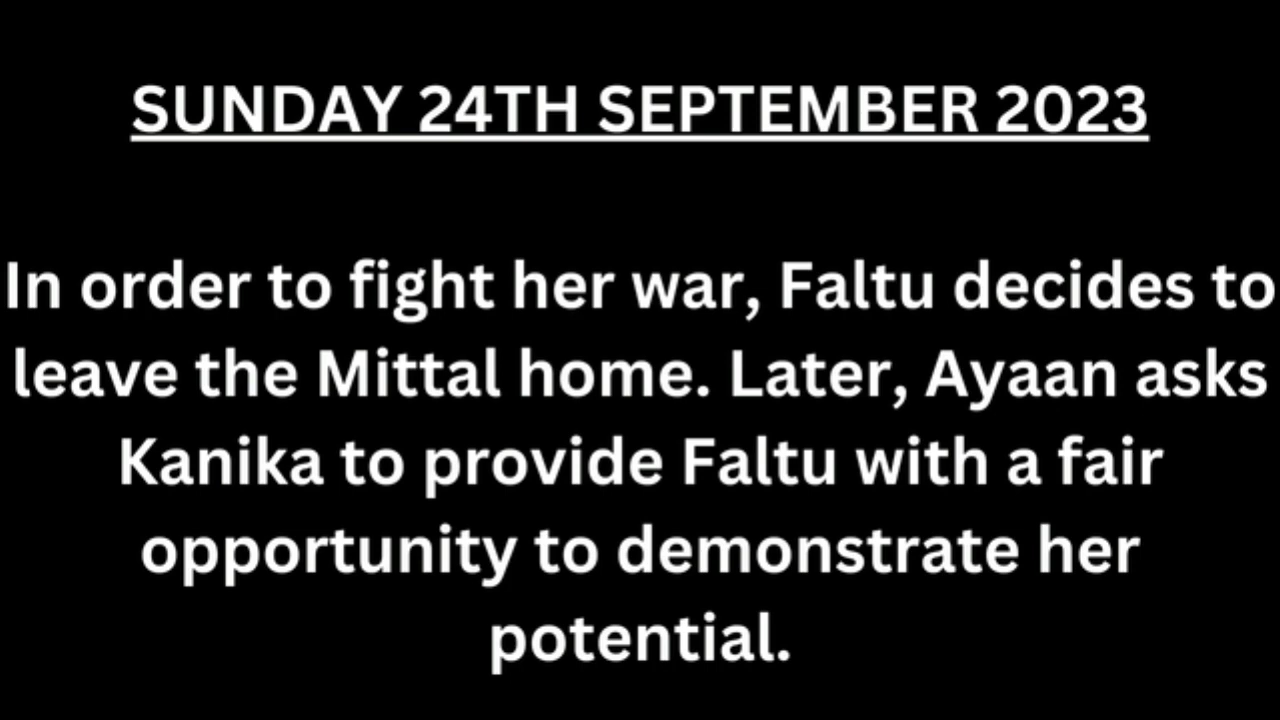 SUNDAY 24TH SEPTEMBER 2023
In order to fight her war, Faltu decides to
leave the Mittal home. Later, Ayaan asks
Kanika to provide Faltu with a fair
opportunity to demonstrate her
potential.